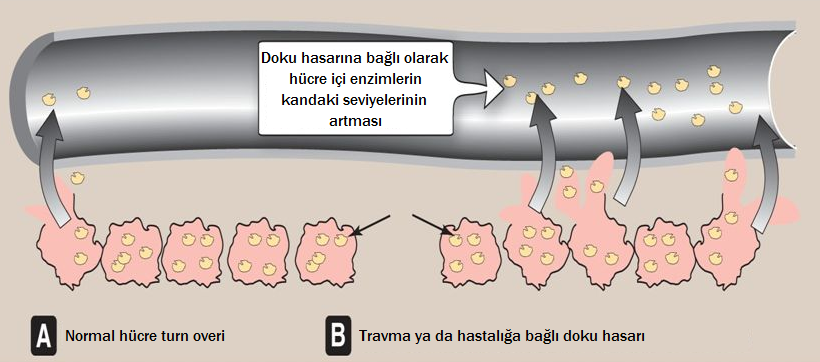 Doku hasarına bağlı olarak
hücre içi enzimlerin
kandaki seviyelerinin
artması
A Normal hücre turn overi
B Travma ya da hastalığa bağlı doku hasarı